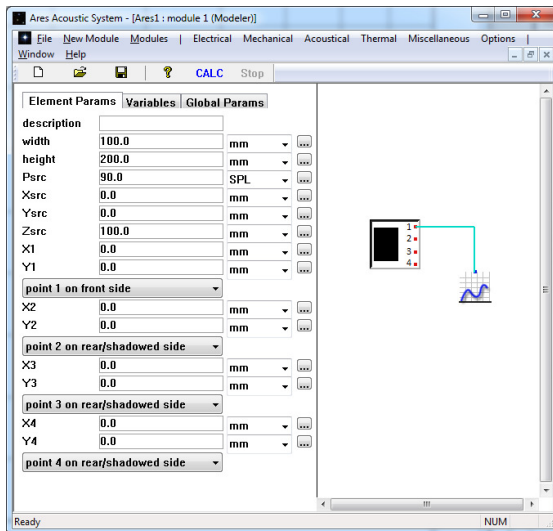 Ares Acoustic System - [Ares1 : module 1 (Modeler)]
File New Module Modules | Electrical Mechanical Acoustical Thermal Miscellaneous Options |
Window Help
CALC Stop
Element Params Variables Global Params
description
width 100.0 mm ...
height 200.0 mm ...
Psrc 90.0 SPL ...
Xsrc 0.0 mm ...
Ysrc 0.0 mm ...
Zsrc 100.0 mm ...
X1 0.0 mm ...
Y1 0.0 mm ...
point 1 on front side
X2 0.0 mm ...
Y2 0.0 mm ...
point 2 on rear/shadowed side
X3 0.0 mm ...
Y3 0.0 mm ...
point 3 on rear/shadowed side
X4 0.0 mm ...
Y4 0.0 mm ...
point 4 on rear/shadowed side
1
2
3
4
Ready NUM